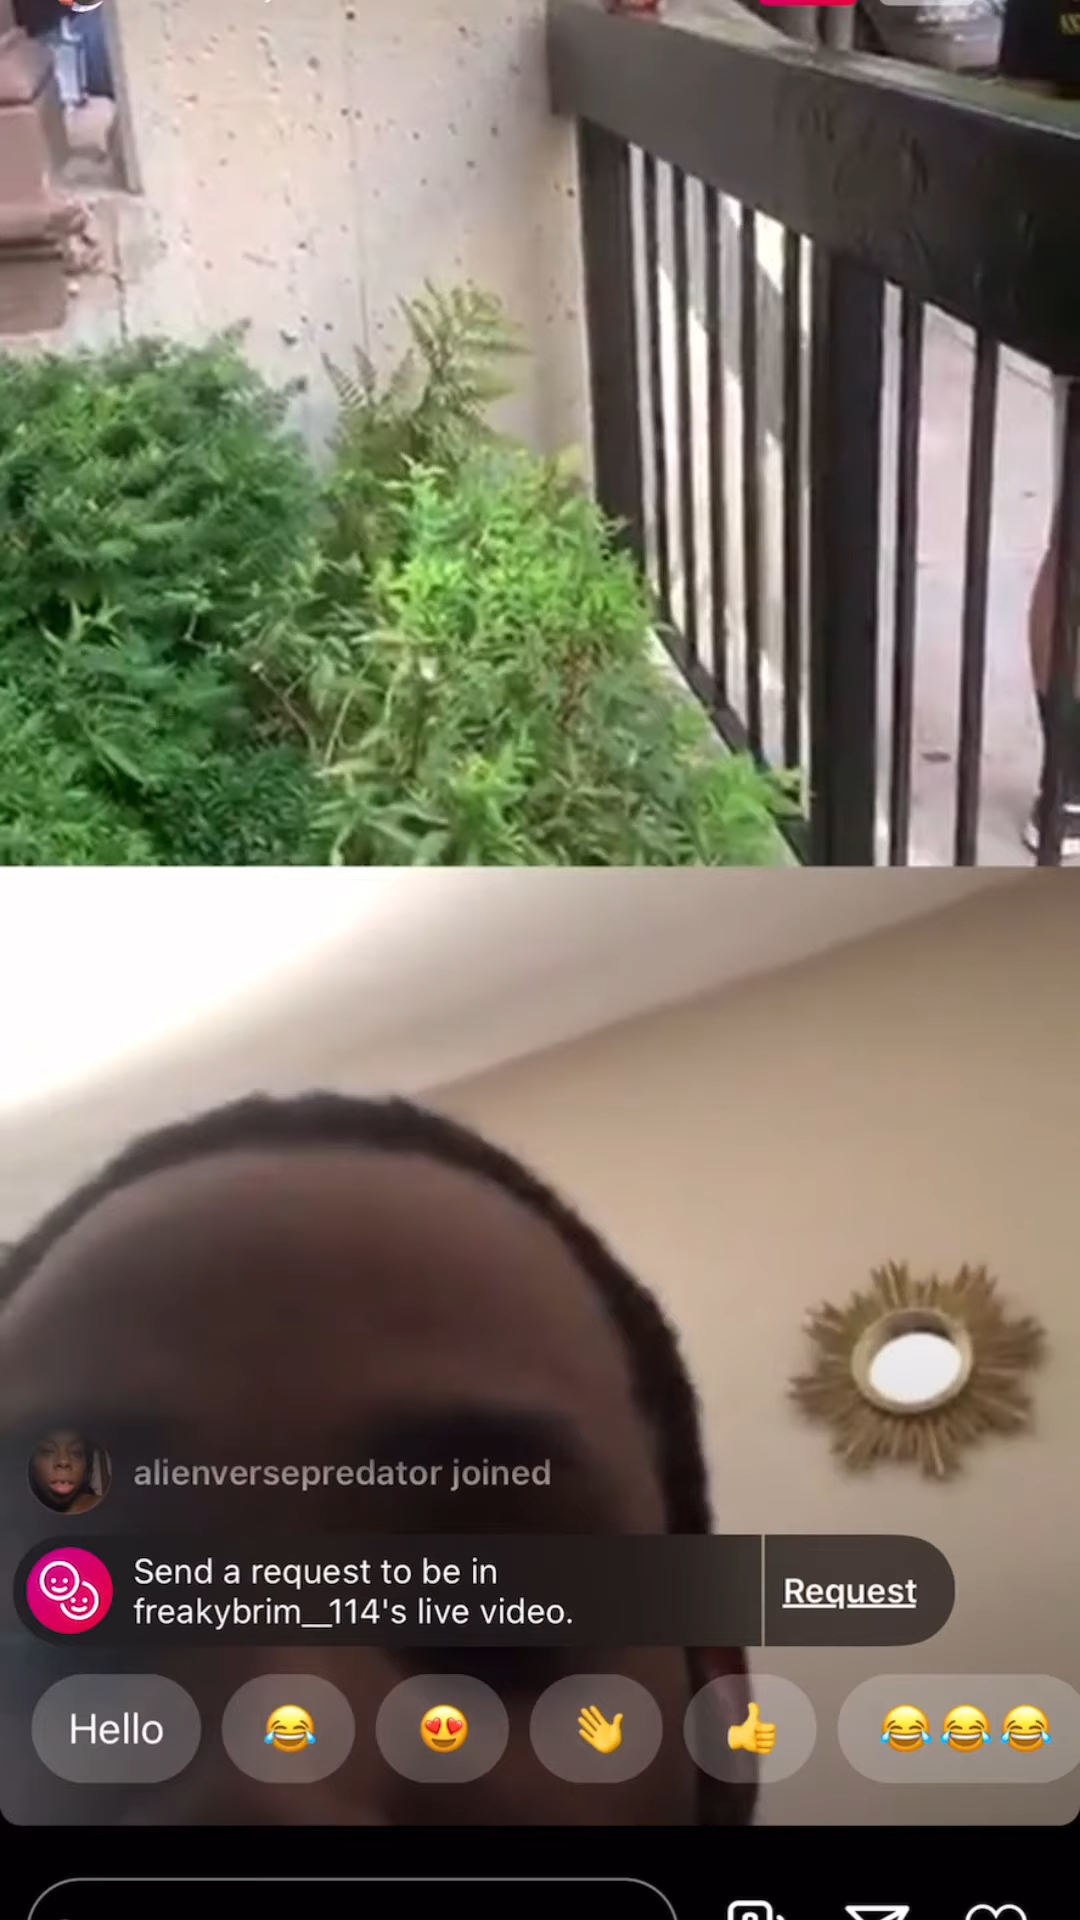 alienversepredator joined
Send a request to be in
freakybrim__114's live video.
Request
Hello